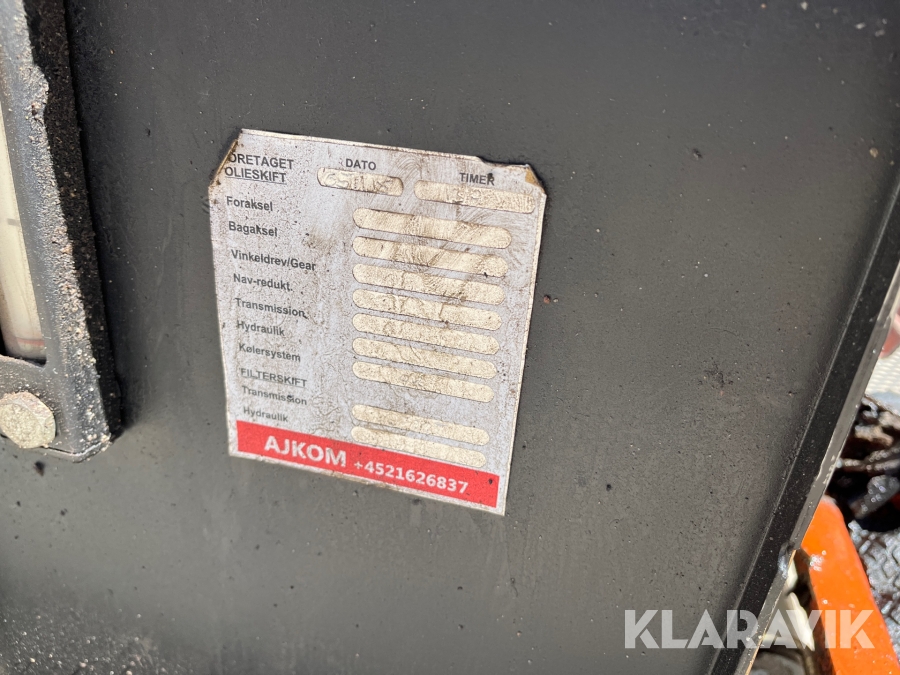 ORETAGET DATO TIMER
OLIESKIFT
Foraksel
Bagaksel
Vinkeldrev/Gear
Nav-redukt.
Transmission
Hydraulik
Kølersystem
FILTERSKIFT
Transmission
Hydraulik
AJKOM +4521626837
KLARAVIK